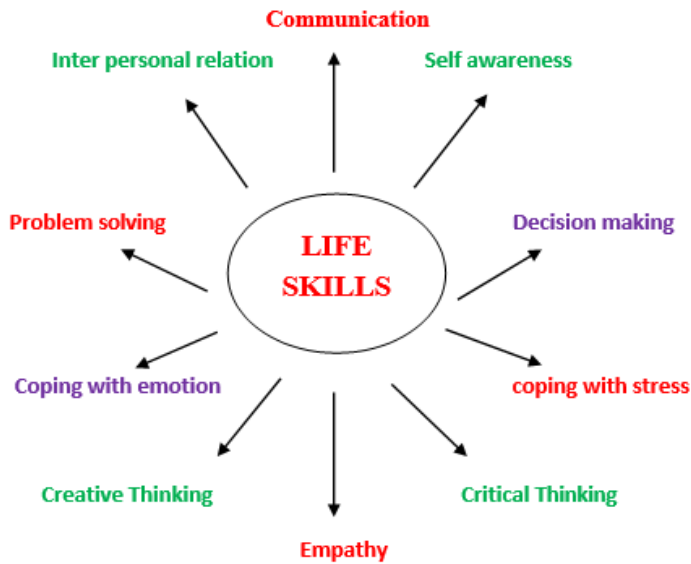 Communication
Inter personal relation
Self awareness
Problem solving
LIFE
SKILLS
Decision making
Coping with emotion
coping with stress
Creative Thinking
Critical Thinking
Empathy